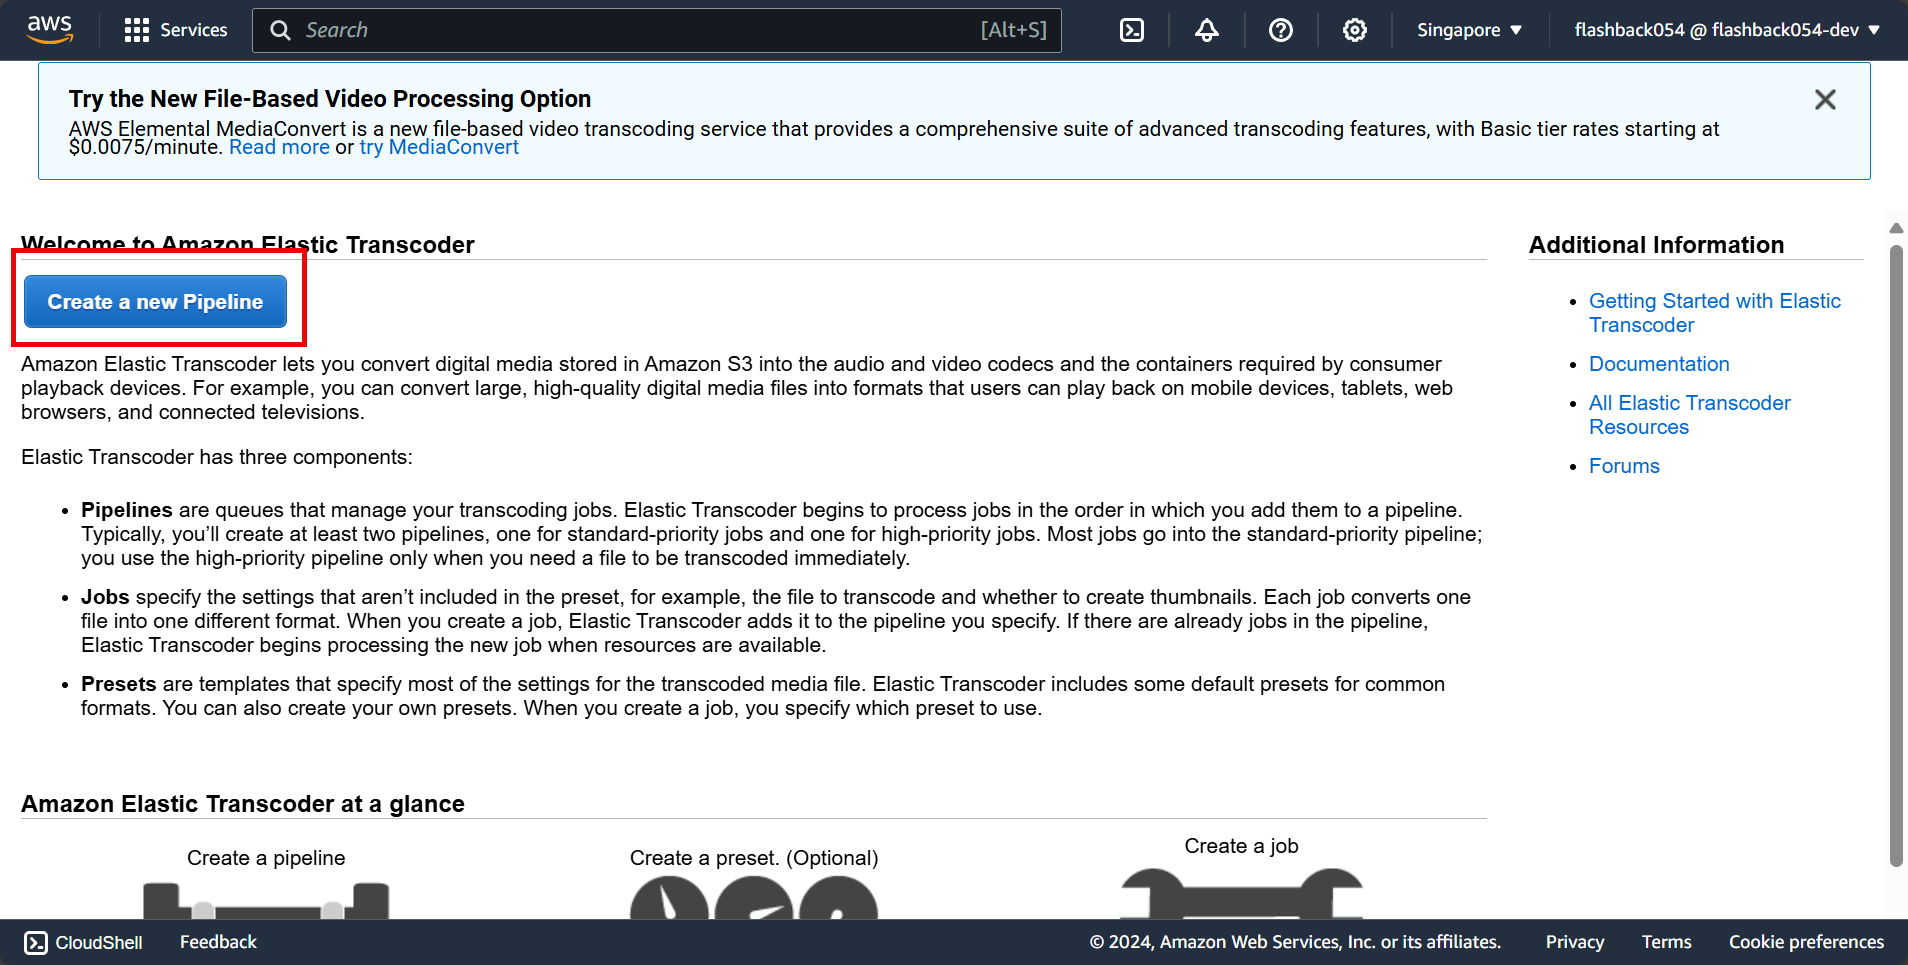 aws
Services
Search
[Alt+S]
Singapore
flashback054 @ flashback054-dev
Try the New File-Based Video Processing Option
AWS Elemental MediaConvert is a new file-based video transcoding service that provides a comprehensive suite of advanced transcoding features, with Basic tier rates starting at
$0.0075/minute. Read more or try MediaConvert
Welcome to Amazon Elastic Transcoder
Create a new Pipeline
Amazon Elastic Transcoder lets you convert digital media stored in Amazon S3 into the audio and video codecs and the containers required by consumer
playback devices. For example, you can convert large, high-quality digital media files into formats that users can play back on mobile devices, tablets, web
browsers, and connected televisions.
Elastic Transcoder has three components:
• Pipelines are queues that manage your transcoding jobs. Elastic Transcoder begins to process jobs in the order in which you add them to a pipeline.
Typically, you’ll create at least two pipelines, one for standard-priority jobs and one for high-priority jobs. Most jobs go into the standard-priority pipeline;
you use the high-priority pipeline only when you need a file to be transcoded immediately.
• Jobs specify the settings that aren’t included in the preset, for example, the file to transcode and whether to create thumbnails. Each job converts one
file into one different format. When you create a job, Elastic Transcoder adds it to the pipeline you specify. If there are already jobs in the pipeline,
Elastic Transcoder begins processing the new job when resources are available.
• Presets are templates that specify most of the settings for the transcoded media file. Elastic Transcoder includes some default presets for common
formats. You can also create your own presets. When you create a job, you specify which preset to use.
Additional Information
• Getting Started with Elastic
Transcoder
• Documentation
• All Elastic Transcoder
Resources
• Forums
Amazon Elastic Transcoder at a glance
Create a pipeline
Create a preset. (Optional)
Create a job
CloudShell
Feedback
© 2024, Amazon Web Services, Inc. or its affiliates.
Privacy
Terms
Cookie preferences